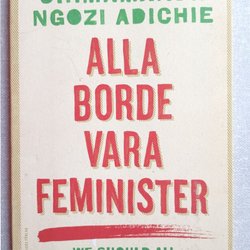 NGOZI ADICHIE
ALLA
BORDE
VARA
FEMINISTER
WE SHOULD ALL